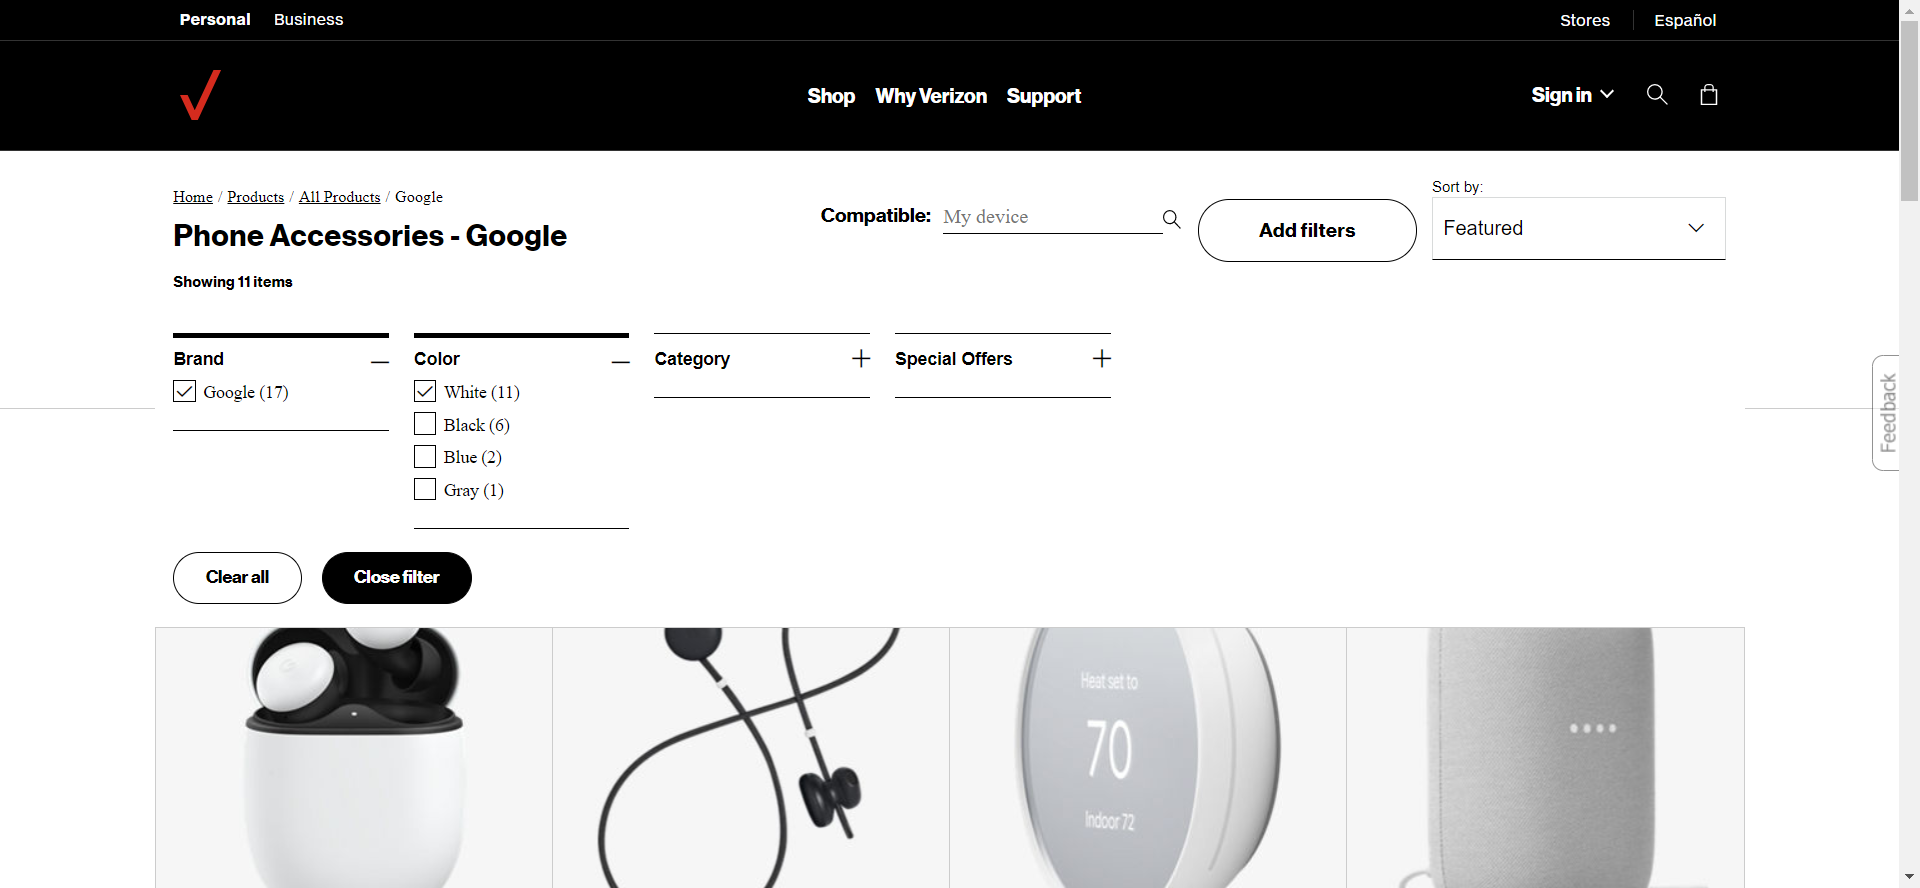 Personal Business Stores Español
Shop Why Verizon Support Sign in
Home / Products / All Products / Google
Phone Accessories - Google
Showing 11 items
Compatible: My device
Add filters
Sort by:
Featured
Brand
Google (17)
Color
White (11)
Black (6)
Blue (2)
Gray (1)
Category
Special Offers
Feedback
Clear all Close filter
Heat set to
70
Indoor 72